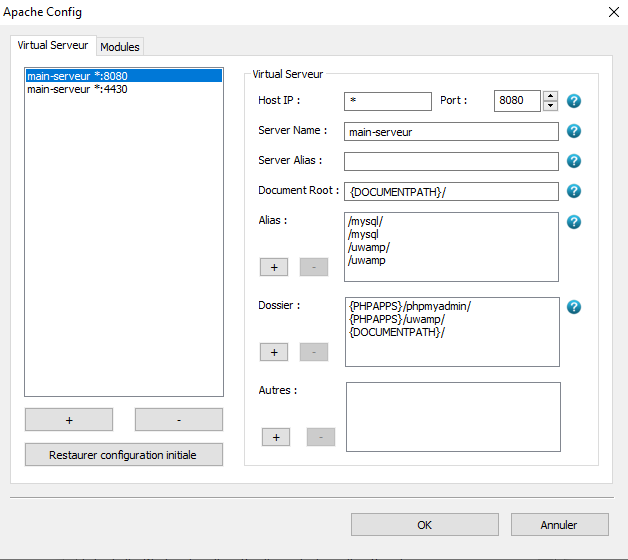 Apache Config
Virtual Serveur
Modules
main-serveur *:8080
main-serveur *:4430
+
-
Restaurer configuration initiale
Virtual Serveur
Host IP : * Port : 8080 ?
Server Name : main-serveur ?
Server Alias : ?
Document Root : {DOCUMENTPATH}/ ?
Alias : ?
/mysql/
/mysql
/uwamp/
/uwamp
+ -
Dossier : ?
{PHPAPPS}/phpmyadmin/
{PHPAPPS}/uwamp/
{DOCUMENTPATH}/
+ -
Autres :
+ -
OK
Annuler